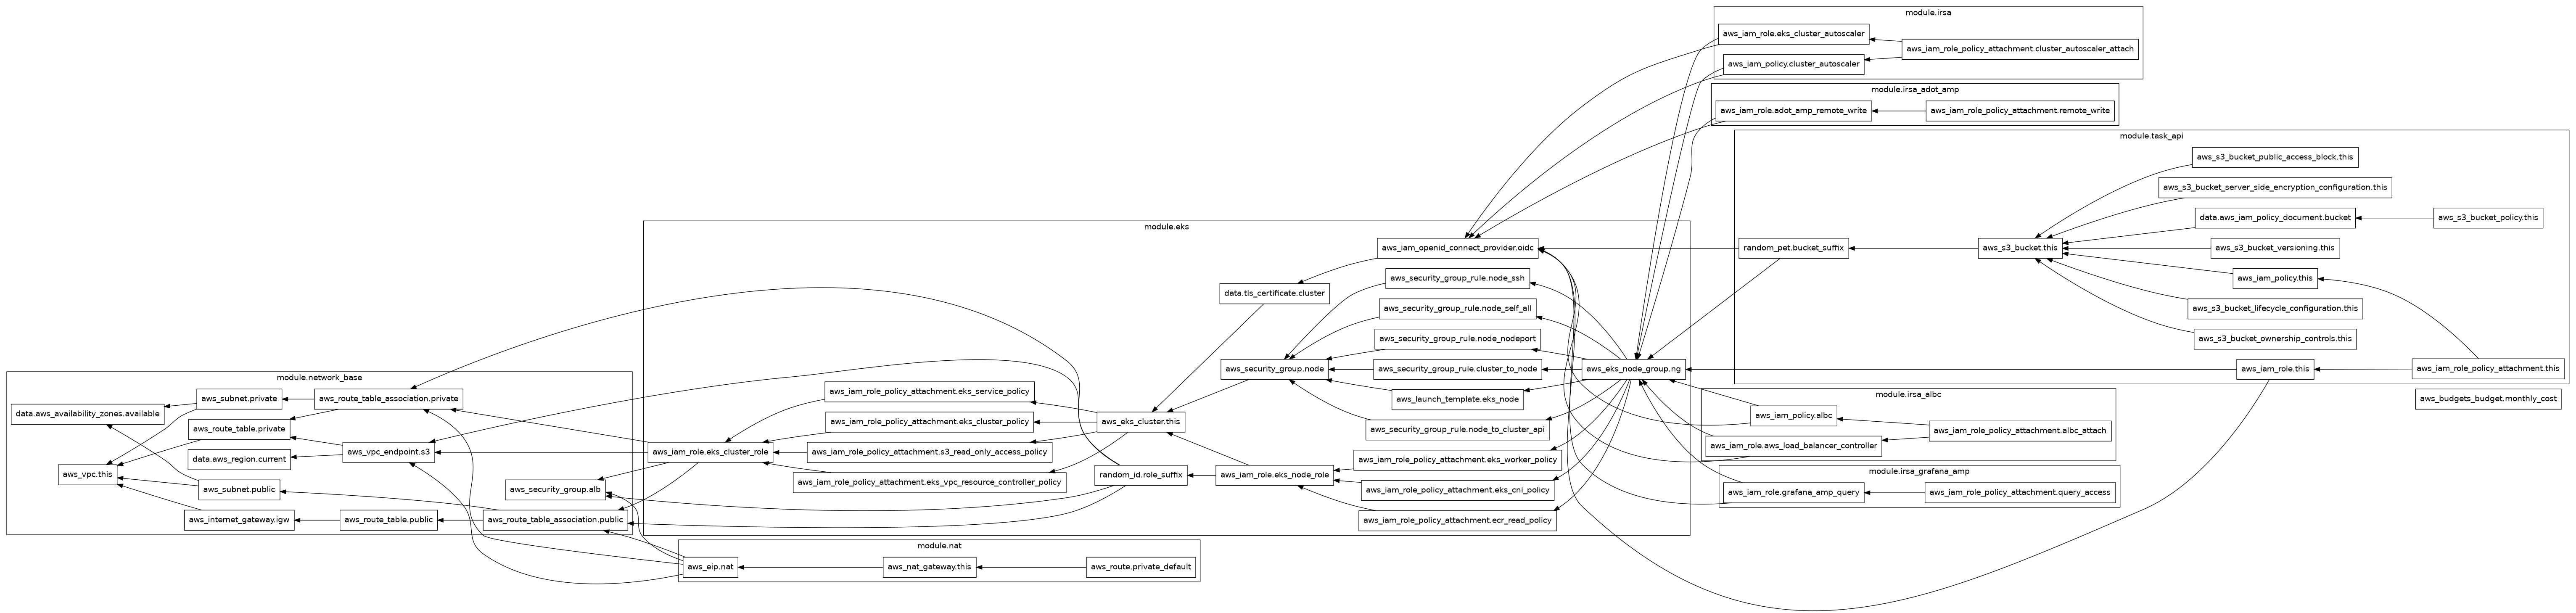 module.irsa
aws_iam_role.eks_cluster_autoscaler
aws_iam_role_policy_attachment.cluster_autoscaler_attach
aws_iam_policy.cluster_autoscaler
module.irsa_adot_amp
aws_iam_role.adot_amp_remote_write
aws_iam_role_policy_attachment.remote_write
module.task_api
aws_s3_bucket_public_access_block.this
aws_s3_bucket_server_side_encryption_configuration.this
data.aws_iam_policy_document.bucket
aws_s3_bucket_policy.this
random_pet.bucket_suffix
aws_s3_bucket.this
aws_s3_bucket_versioning.this
aws_iam_policy.this
aws_s3_bucket_lifecycle_configuration.this
aws_s3_bucket_ownership_controls.this
aws_iam_role.this
aws_iam_role_policy_attachment.this
module.eks
aws_iam_openid_connect_provider.oidc
aws_security_group_rule.node_ssh
data.tls_certificate.cluster
aws_security_group_rule.node_self_all
aws_security_group_rule.node_nodeport
aws_security_group.node
aws_security_group_rule.cluster_to_node
aws_eks_node_group.ng
aws_launch_template.eks_node
aws_security_group_rule.node_to_cluster_api
aws_iam_role_policy_attachment.eks_service_policy
aws_iam_role_policy_attachment.eks_cluster_policy
aws_eks_cluster.this
aws_iam_role.eks_cluster_role
aws_iam_role_policy_attachment.s3_read_only_access_policy
aws_iam_role_policy_attachment.eks_vpc_resource_controller_policy
random_id.role_suffix
aws_iam_role.eks_node_role
aws_iam_role_policy_attachment.eks_worker_policy
aws_iam_role_policy_attachment.eks_cni_policy
aws_iam_role_policy_attachment.ecr_read_policy
module.network_base
aws_subnet.private
aws_route_table_association.private
data.aws_availability_zones.available
aws_route_table.private
aws_vpc_endpoint.s3
data.aws_region.current
aws_vpc.this
aws_subnet.public
aws_security_group.alb
aws_internet_gateway.igw
aws_route_table.public
aws_route_table_association.public
module.nat
aws_eip.nat
aws_nat_gateway.this
aws_route.private_default
module.irsa_albc
aws_iam_policy.albc
aws_iam_role_policy_attachment.albc_attach
aws_iam_role.aws_load_balancer_controller
module.irsa_grafana_amp
aws_iam_role.grafana_amp_query
aws_iam_role_policy_attachment.query_access
aws_budgets_budget.monthly_cost